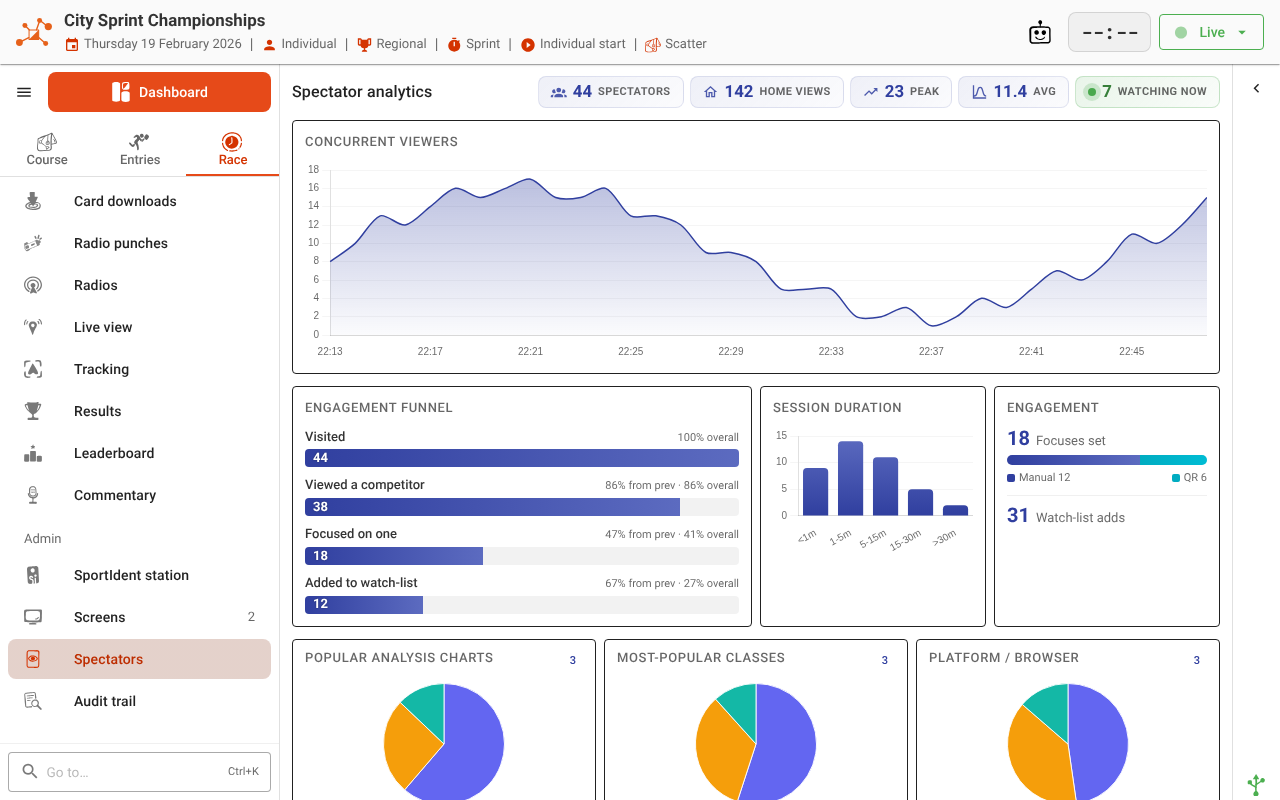 City Sprint Championships
Thursday 19 February 2026 | Individual | Regional | Sprint | Individual start | Scatter
--:--
Live
Dashboard
Course
Entries
Race
Card downloads
Radio punches
Radios
Live view
Tracking
Results
Leaderboard
Commentary
Admin
SportIdent station
Screens 2
Spectators
Audit trail
Go to... Ctrl+K
Spectator analytics
44 SPECTATORS
142 HOME VIEWS
23 PEAK
11.4 AVG
7 WATCHING NOW
CONCURRENT VIEWERS
18
16
14
12
10
8
6
4
2
0
22:13 22:17 22:21 22:25 22:29 22:33 22:37 22:41 22:45
ENGAGEMENT FUNNEL
Visited 100% overall
44
Viewed a competitor 86% from prev · 86% overall
38
Focused on one 47% from prev · 41% overall
18
Added to watch-list 67% from prev · 27% overall
12
SESSION DURATION
15
10
5
0
<1m 1-5m 5-15m 15-30m >30m
ENGAGEMENT
18 Focuses set
Manual 12 QR 6
31 Watch-list adds
POPULAR ANALYSIS CHARTS 3
MOST-POPULAR CLASSES 3
PLATFORM / BROWSER 3